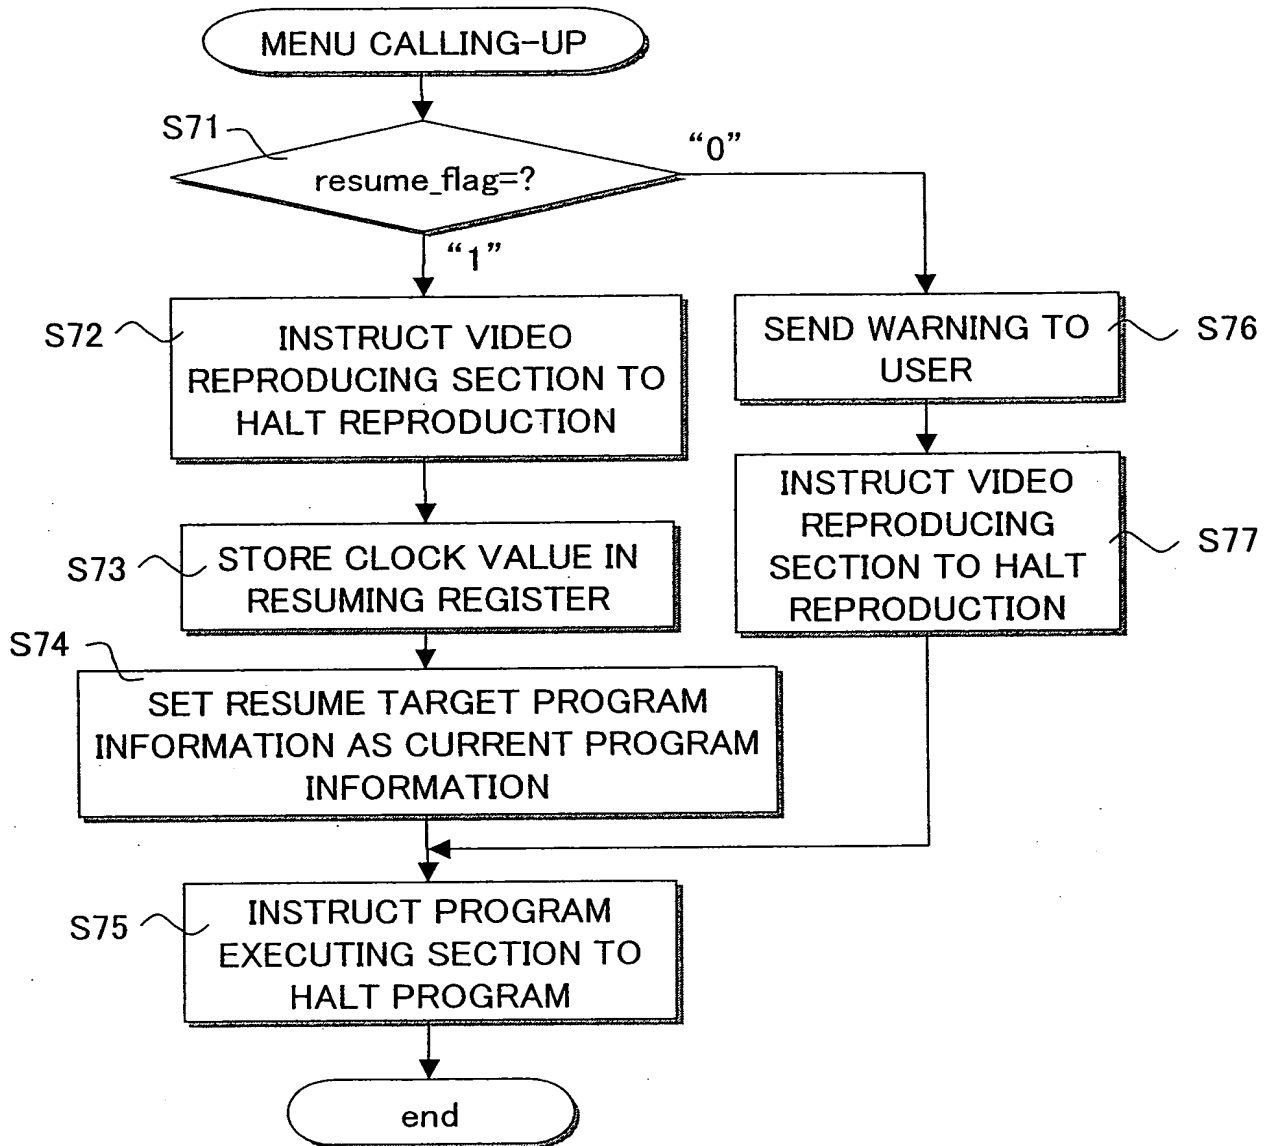 MENU CALLING-UP
S71
resume_flag=?
“0”
“1”
S72
INSTRUCT VIDEO
REPRODUCING SECTION TO
HALT REPRODUCTION
SEND WARNING TO
USER
S76
S73
STORE CLOCK VALUE IN
RESUMING REGISTER
INSTRUCT VIDEO
REPRODUCING
SECTION TO HALT
REPRODUCTION
S77
S74
SET RESUME TARGET PROGRAM
INFORMATION AS CURRENT PROGRAM
INFORMATION
S75
INSTRUCT PROGRAM
EXECUTING SECTION TO
HALT PROGRAM
end